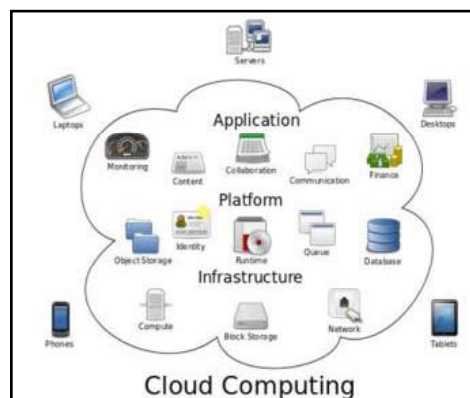 Servers
Laptops
Desktops
Application
Monitoring
Content
Collaboration
Communication
Finance
Platform
Object Storage
Identity
Runtime
Queue
Database
Infrastructure
Compute
Block Storage
Network
Phones
Tablets
Cloud Computing